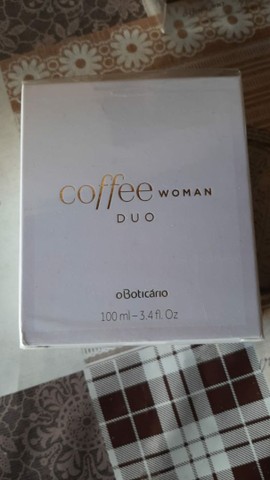 coffee WOMAN
DUO
oBoticário
100 ml – 3.4 fl. Oz